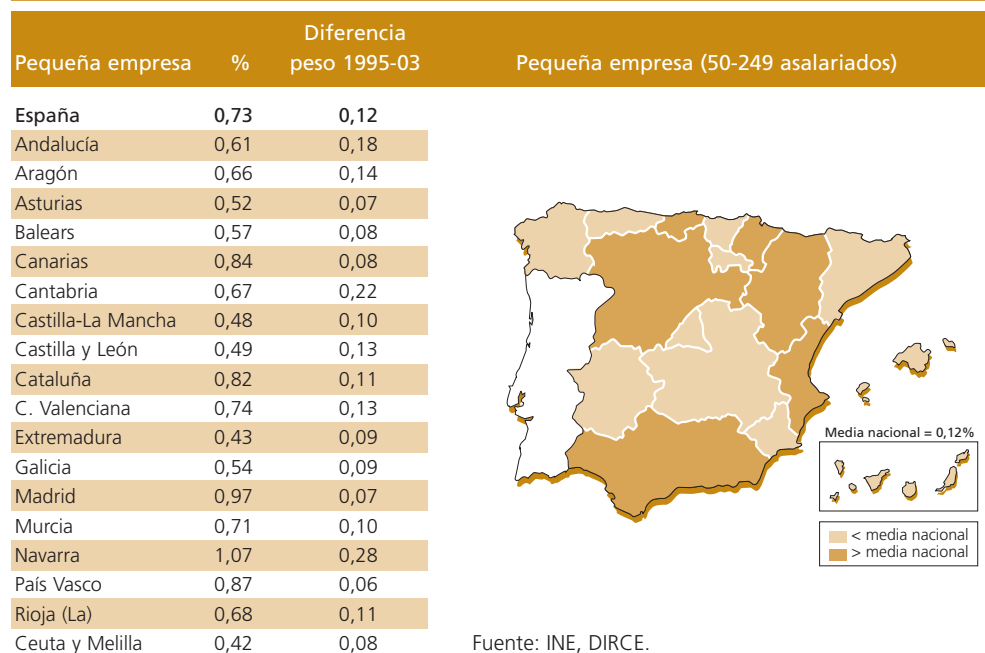 Diferencia
Pequeña empresa % peso 1995-03 Pequeña empresa (50-249 asalariados)
España 0,73 0,12
Andalucía 0,61 0,18
Aragón 0,66 0,14
Asturias 0,52 0,07
Balears 0,57 0,08
Canarias 0,84 0,08
Cantabria 0,67 0,22
Castilla-La Mancha 0,48 0,10
Castilla y León 0,49 0,13
Cataluña 0,82 0,11
C. Valenciana 0,74 0,13
Extremadura 0,43 0,09
Galicia 0,54 0,09
Madrid 0,97 0,07
Murcia 0,71 0,10
Navarra 1,07 0,28
País Vasco 0,87 0,06
Rioja (La) 0,68 0,11
Ceuta y Melilla 0,42 0,08
Media nacional = 0,12%
< media nacional
> media nacional
Fuente: INE, DIRCE.